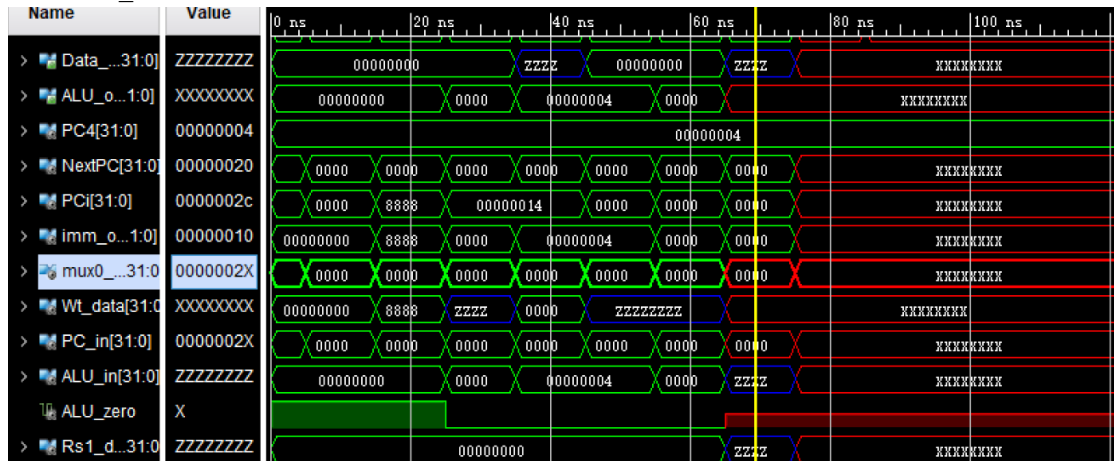 Name Value 0 ns 20 ns 40 ns 60 ns 80 ns 100 ns
Data_...31:0] ZZZZZZZZ 00000000 ZZZZ 00000000 ZZZZ XXXXXXXX
ALU_o...1:0] XXXXXXXX 00000000 0000 00000004 0000 XXXXXXXX
PC4[31:0] 00000004 00000004
NextPC[31:0] 00000020 0000 0000 0000 0000 0000 0000 0000 XXXXXXXX
PCi[31:0] 0000002c 0000 8888 00000014 0000 0000 0000 XXXXXXXX
imm_o...1:0] 00000010 00000000 8888 0000 00000004 0000 0000 XXXXXXXX
mux0_...31:0 0000002X 0000 0000 0000 0000 0000 0000 0000 XXXXXXXX
Wt_data[31:0 XXXXXXXX 00000000 8888 ZZZZ 0000 ZZZZZZZZ XXXXXXXX
PC_in[31:0] 0000002X 0000 0000 0000 0000 0000 0000 0000 XXXXXXXX
ALU_in[31:0] ZZZZZZZZ 00000000 0000 00000004 0000 ZZZZ XXXXXXXX
ALU_zero X
Rs1_d...31:0 ZZZZZZZZ 00000000 ZZZZ XXXXXXXX